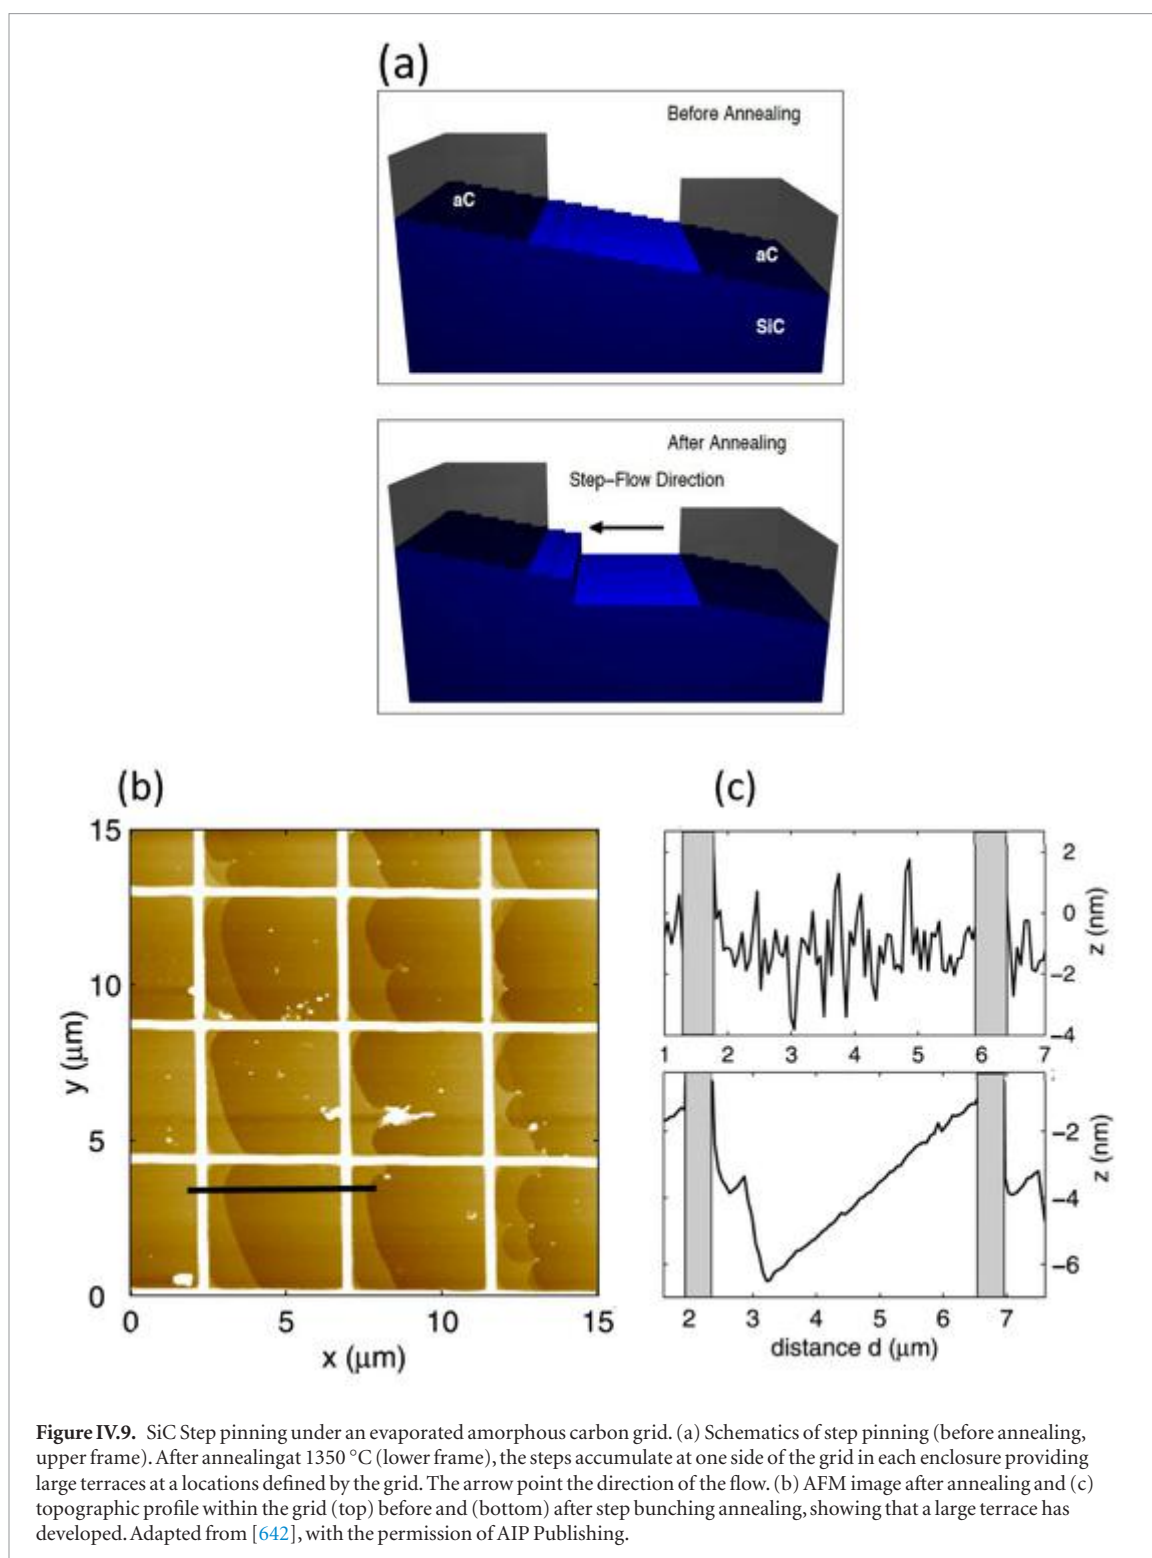 (a)
Before Annealing
aC
aC
SiC
After Annealing
Step–Flow Direction
(b)
(c)
15
10
5
0
y (μm)
0 5 10 15
x (μm)
2
0
−2
−4
z (nm)
1 2 3 4 5 6 7
−2
−4
−6
z (nm)
2 3 4 5 6 7
distance d (μm)
Figure IV.9. SiC Step pinning under an evaporated amorphous carbon grid. (a) Schematics of step pinning (before annealing,
upper frame). After annealingat 1350 °C (lower frame), the steps accumulate at one side of the grid in each enclosure providing
large terraces at a locations defined by the grid. The arrow point the direction of the flow. (b) AFM image after annealing and (c)
topographic profile within the grid (top) before and (bottom) after step bunching annealing, showing that a large terrace has
developed. Adapted from [642], with the permission of AIP Publishing.